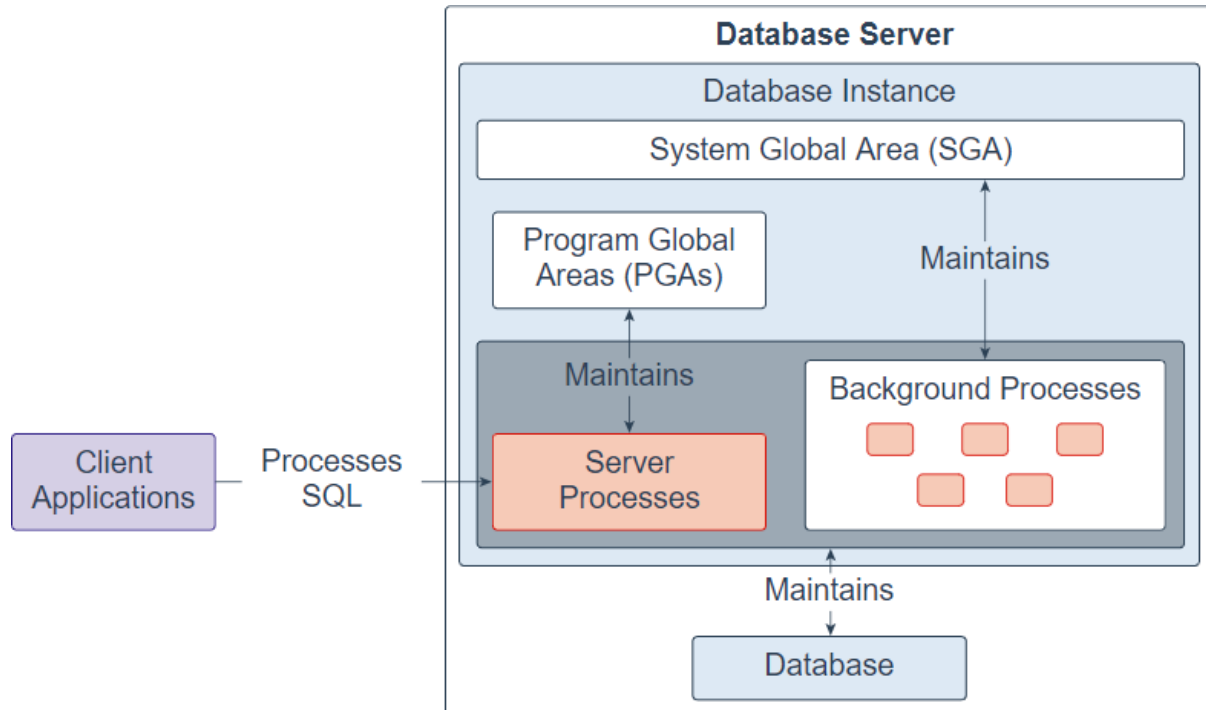 Database Server
Database Instance
System Global Area (SGA)
Program Global
Areas (PGAs)
Maintains
Maintains
Background Processes
Client
Applications
Processes
SQL
Server
Processes
Maintains
Database